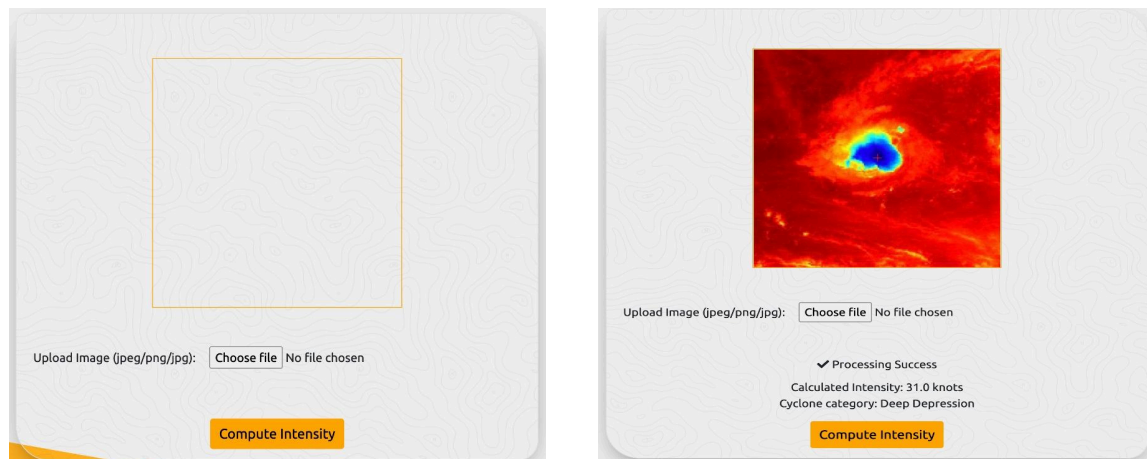 Upload Image (jpeg/png/jpg): Choose file No file chosen
Compute Intensity
Upload Image (jpeg/png/jpg): Choose file No file chosen
✔ Processing Success
Calculated Intensity: 31.0 knots
Cyclone category: Deep Depression
Compute Intensity